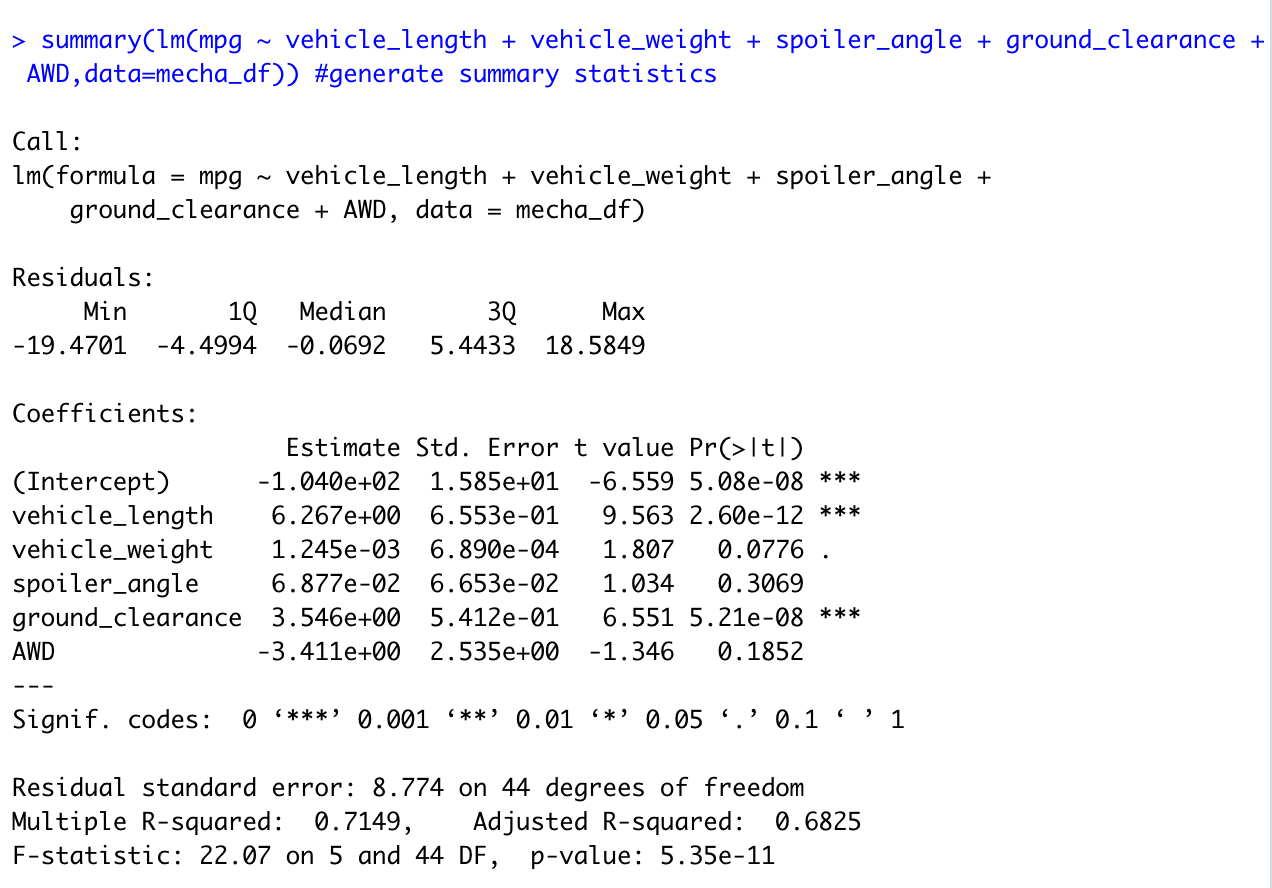 > summary(lm(mpg ~ vehicle_length + vehicle_weight + spoiler_angle + ground_clearance +
 AWD,data=mecha_df)) #generate summary statistics

Call:
lm(formula = mpg ~ vehicle_length + vehicle_weight + spoiler_angle +
    ground_clearance + AWD, data = mecha_df)

Residuals:
     Min       1Q   Median       3Q      Max
-19.4701  -4.4994  -0.0692   5.4433  18.5849

Coefficients:
                   Estimate Std. Error t value Pr(>|t|)
(Intercept)      -1.040e+02  1.585e+01  -6.559 5.08e-08 ***
vehicle_length    6.267e+00  6.553e-01   9.563 2.60e-12 ***
vehicle_weight    1.245e-03  6.890e-04   1.807   0.0776 .
spoiler_angle     6.877e-02  6.653e-02   1.034   0.3069
ground_clearance  3.546e+00  5.412e-01   6.551 5.21e-08 ***
AWD              -3.411e+00  2.535e+00  -1.346   0.1852
---
Signif. codes:  0 ‘***’ 0.001 ‘**’ 0.01 ‘*’ 0.05 ‘.’ 0.1 ‘ ’ 1

Residual standard error: 8.774 on 44 degrees of freedom
Multiple R-squared:  0.7149,    Adjusted R-squared:  0.6825
F-statistic: 22.07 on 5 and 44 DF,  p-value: 5.35e-11